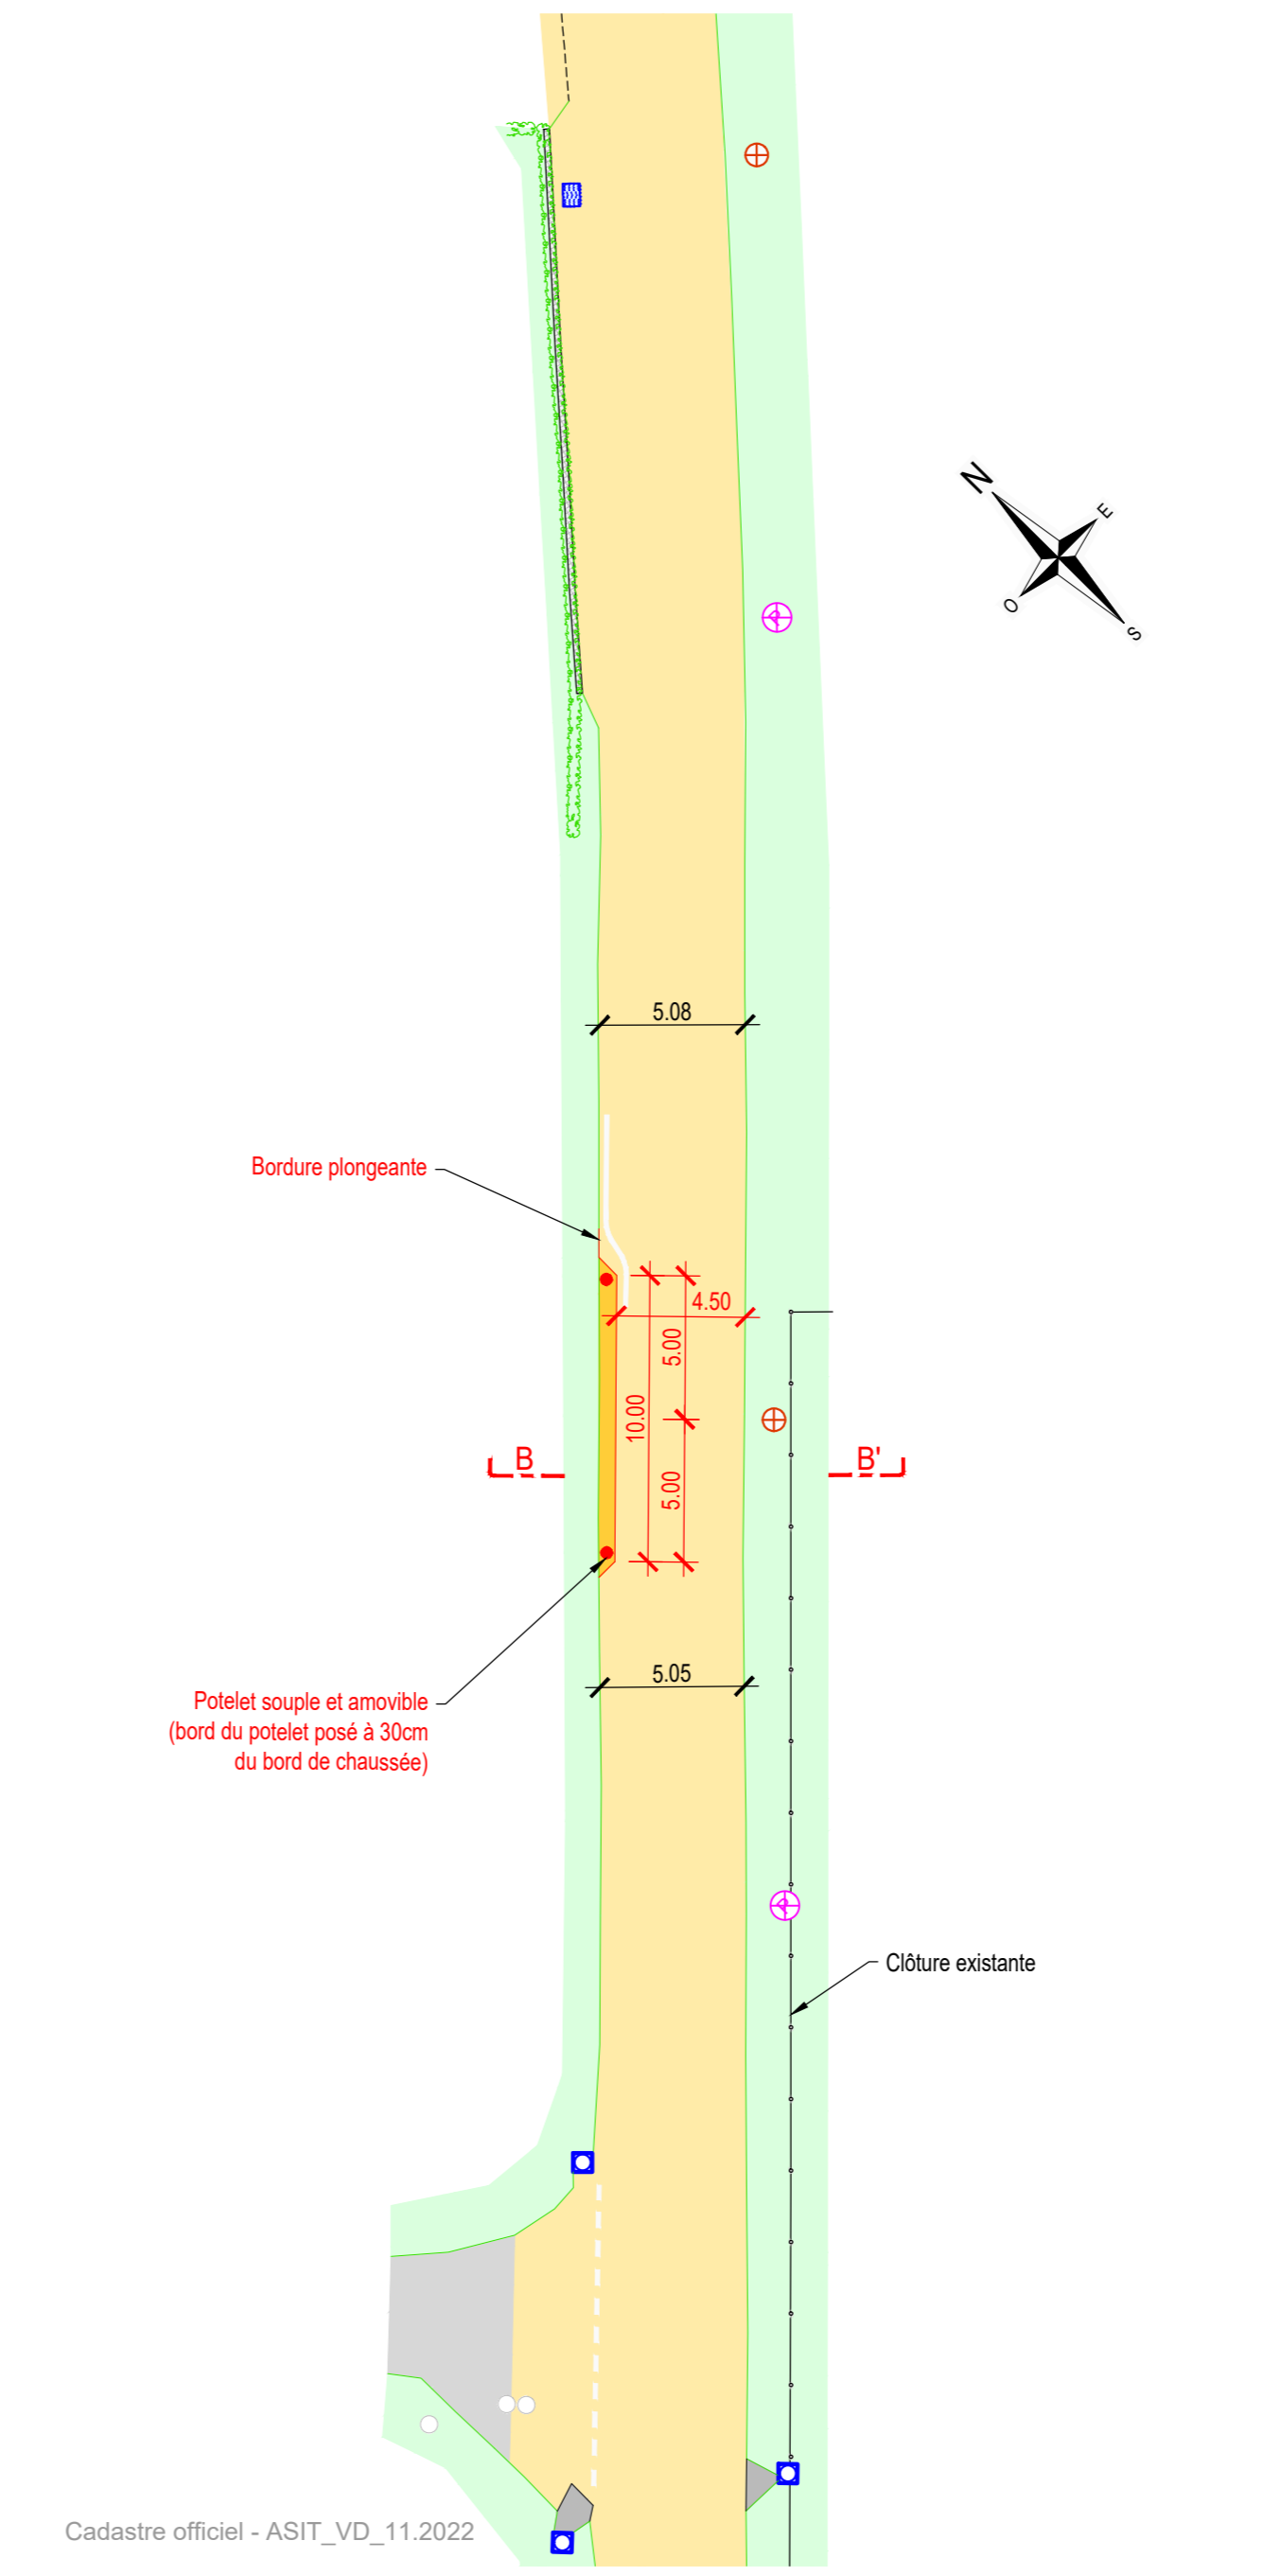 N
E
O
S
5.08
Bordure plongeante
4.50
5.00
10.00
B
B'
5.00
5.05
Potelet souple et amovible
(bord du potelet posé à 30cm
du bord de chaussée)
Clôture existante
Cadastre officiel - ASIT_VD_11.2022